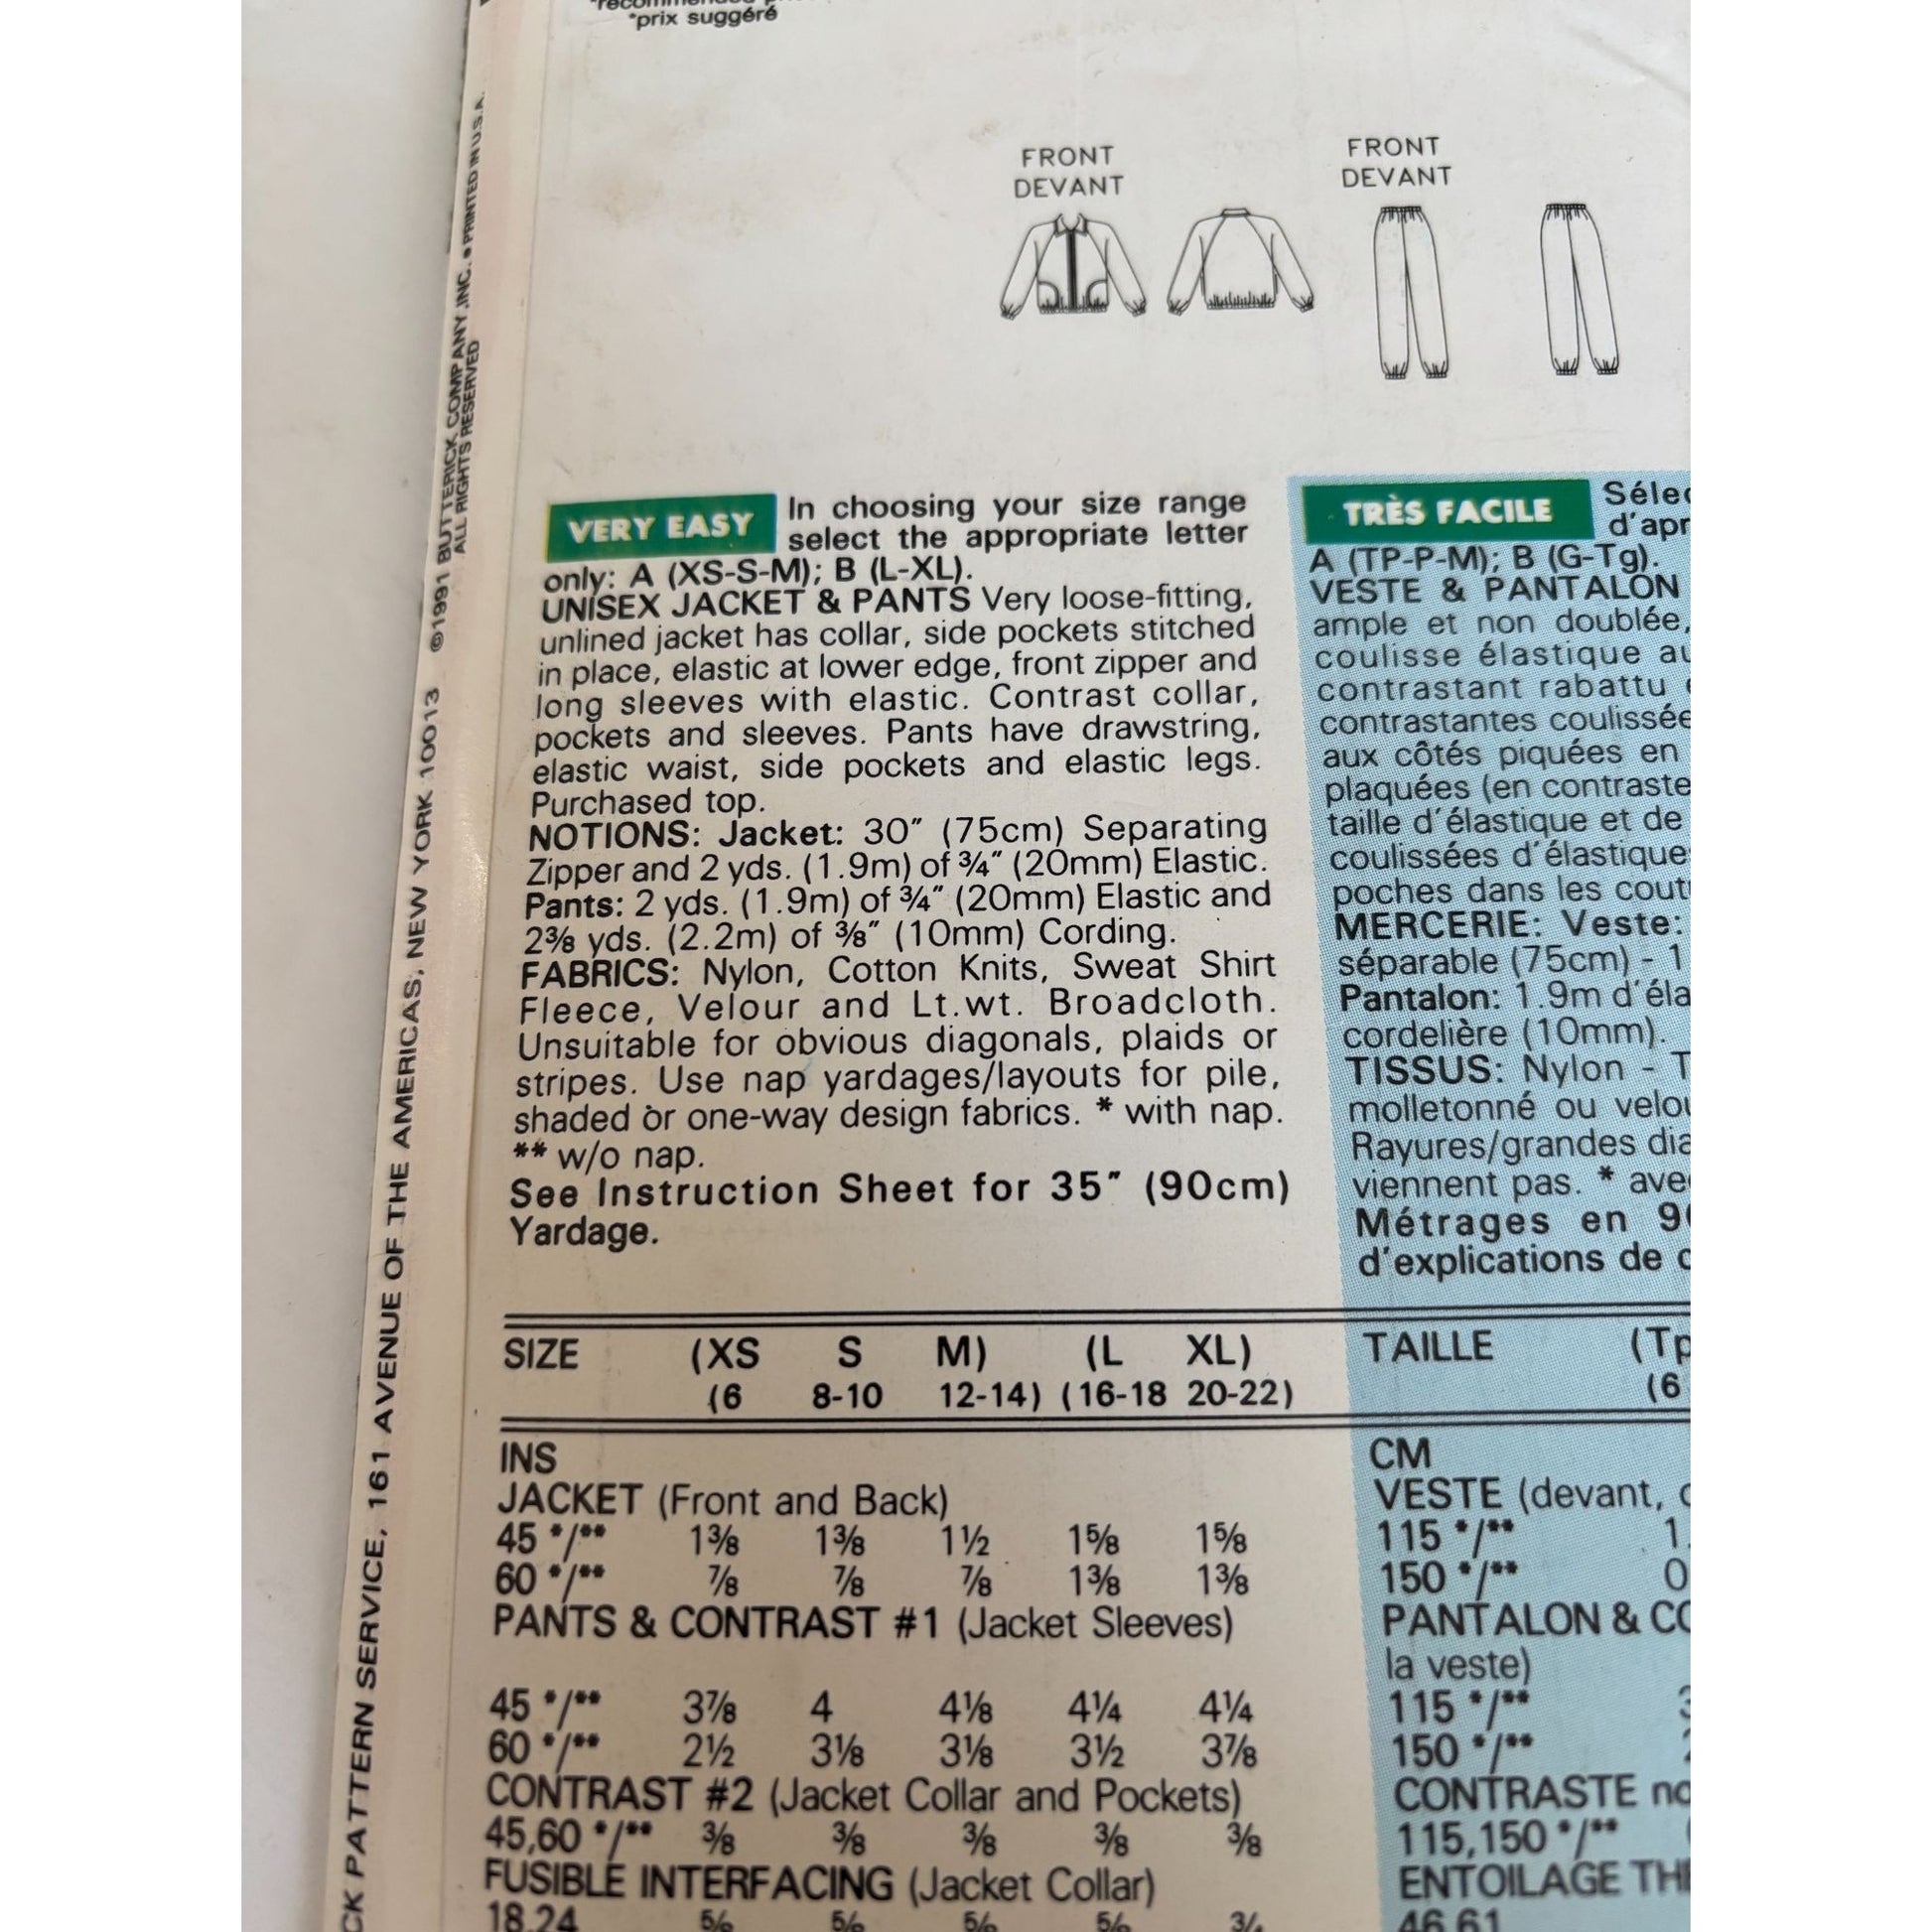 *prix suggéré
©1991 BUTTERICK COMPANY, INC. • PRINTED IN U.S.A.
ALL RIGHTS RESERVED
PATTERN SERVICE, 161 AVENUE OF THE AMERICAS, NEW YORK 10013
FRONT
DEVANT
FRONT
DEVANT
VERY EASY In choosing your size range
select the appropriate letter
only: A (XS-S-M); B (L-XL).
UNISEX JACKET & PANTS Very loose-fitting,
unlined jacket has collar, side pockets stitched
in place, elastic at lower edge, front zipper and
long sleeves with elastic. Contrast collar,
pockets and sleeves. Pants have drawstring,
elastic waist, side pockets and elastic legs.
Purchased top.
NOTIONS: Jacket: 30″ (75cm) Separating
Zipper and 2 yds. (1.9m) of ¾″ (20mm) Elastic.
Pants: 2 yds. (1.9m) of ¾″ (20mm) Elastic and
2⅜ yds. (2.2m) of ⅜″ (10mm) Cording.
FABRICS: Nylon, Cotton Knits, Sweat Shirt
Fleece, Velour and Lt.wt. Broadcloth.
Unsuitable for obvious diagonals, plaids or
stripes. Use nap yardages/layouts for pile,
shaded or one-way design fabrics. * with nap.
** w/o nap.
See Instruction Sheet for 35″ (90cm)
Yardage.
SIZE (XS S M) (L XL)
(6 8-10 12-14) (16-18 20-22)
INS
JACKET (Front and Back)
45 */** 1⅜ 1⅜ 1½ 1⅝ 1⅝
60 */** ⅞ ⅞ ⅞ 1⅜ 1⅜
PANTS & CONTRAST #1 (Jacket Sleeves)
45 */** 3⅞ 4 4⅛ 4¼ 4¼
60 */** 2½ 3⅛ 3⅛ 3½ 3⅞
CONTRAST #2 (Jacket Collar and Pockets)
45,60 */** ⅜ ⅜ ⅜ ⅜ ⅜
FUSIBLE INTERFACING (Jacket Collar)
18,24
TRÈS FACILE
A (TP-P-M); B (G-Tg).
VESTE & PANTALON
ample et non doublée,
coulisse élastique
contrastant rabattu
contrastantes
aux côtés piquées en
plaquées (en contraste
taille d'élastique et de
coulissées d'élastique
poches dans les
MERCERIE: Veste:
séparable (75cm) - 1
Pantalon: 1.9m
cordelière (10mm).
TISSUS: Nylon -
molletonné ou
Rayures/grandes
viennent pas. *
Métrages en
d'explications de
TAILLE
(6
CM
VESTE (devant,
115 */**
150 */**
PANTALON &
la veste)
115 */**
150 */**
CONTRASTE
115,150 */**
ENTOILAGE
46,61